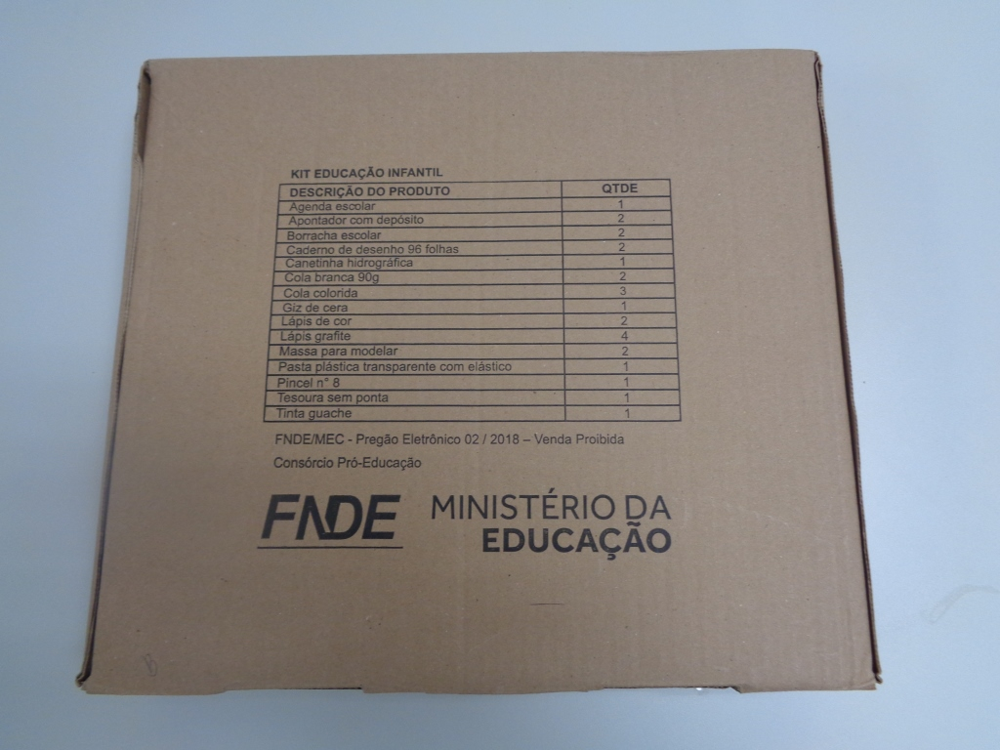 KIT EDUCAÇÃO INFANTIL
DESCRIÇÃO DO PRODUTO QTDE
Agenda escolar 1
Apontador com depósito 2
Borracha escolar 2
Caderno de desenho 96 folhas 2
Canetinha hidrográfica 1
Cola branca 90g 2
Cola colorida 3
Giz de cera 1
Lápis de cor 2
Lápis grafite 4
Massa para modelar 2
Pasta plástica transparente com elástico 1
Pincel n° 8 1
Tesoura sem ponta 1
Tinta guache 1
FNDE/MEC - Pregão Eletrônico 02 / 2018 – Venda Proibida
Consórcio Pró-Educação
FNDE MINISTÉRIO DA
EDUCAÇÃO
B